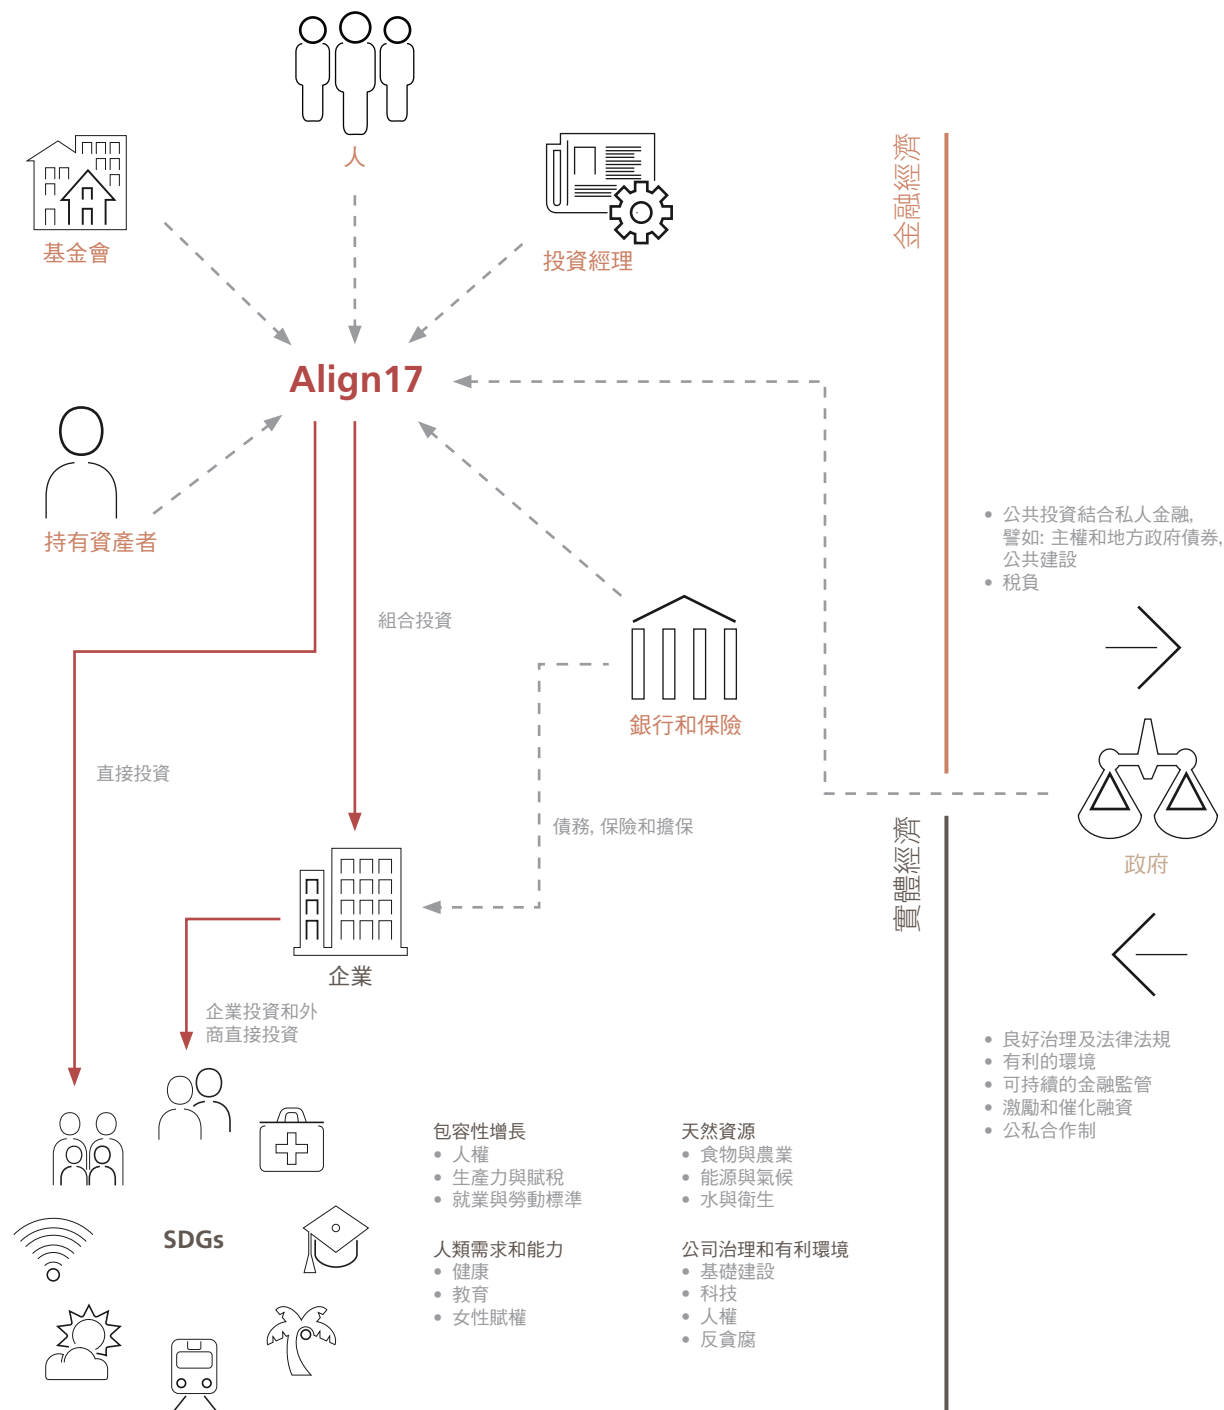 人
基金會
投資經理
金融經濟
Align17
持有資產者
• 公共投資結合私人金融,
譬如: 主權和地方政府債券,
公共建設
• 稅負
組合投資
銀行和保險
直接投資
債務, 保險和擔保
政府
實體經濟
企業
企業投資和外
商直接投資
• 良好治理及法律法規
• 有利的環境
• 可持續的金融監管
• 激勵和催化融資
• 公私合作制
SDGs
包容性增長
• 人權
• 生產力與賦稅
• 就業與勞動標準
天然資源
• 食物與農業
• 能源與氣候
• 水與衛生
人類需求和能力
• 健康
• 教育
• 女性賦權
公司治理和有利環境
• 基礎建設
• 科技
• 人權
• 反貪腐